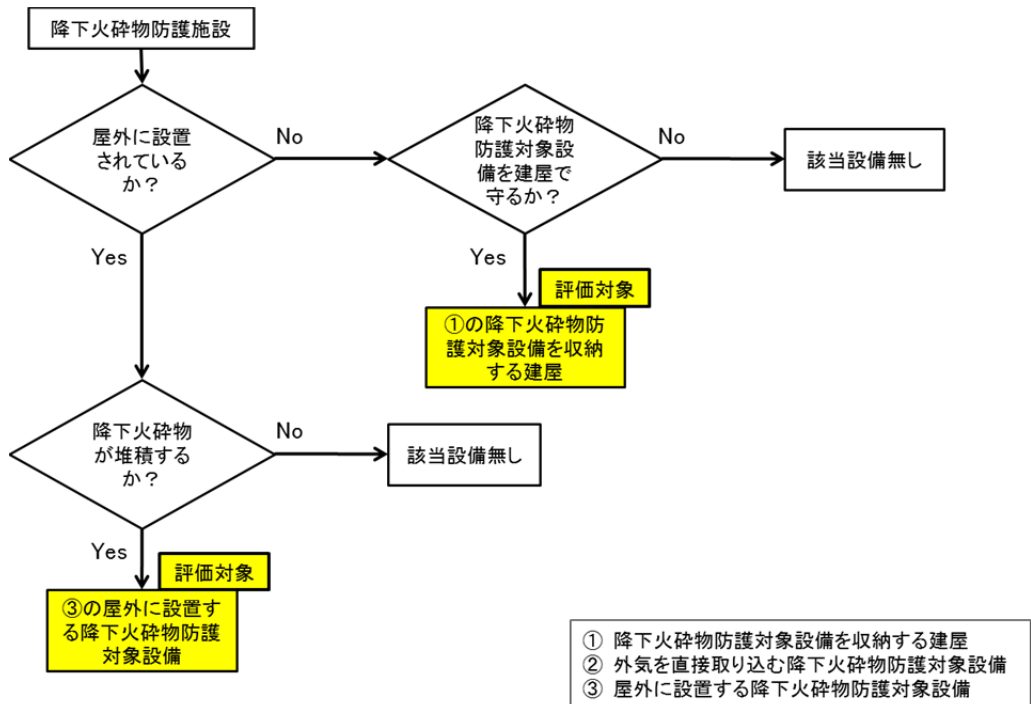 降下火砕物防護施設
屋外に設置
されている
か？
No
降下火砕物
防護対象設
備を建屋で
守るか？
No
該当設備無し
Yes
Yes
評価対象
①の降下火砕物防
護対象設備を収納
する建屋
降下火砕物
が堆積する
か？
No
該当設備無し
Yes
評価対象
③の屋外に設置す
る降下火砕物防護
対象設備
① 降下火砕物防護対象設備を収納する建屋
② 外気を直接取り込む降下火砕物防護対象設備
③ 屋外に設置する降下火砕物防護対象設備